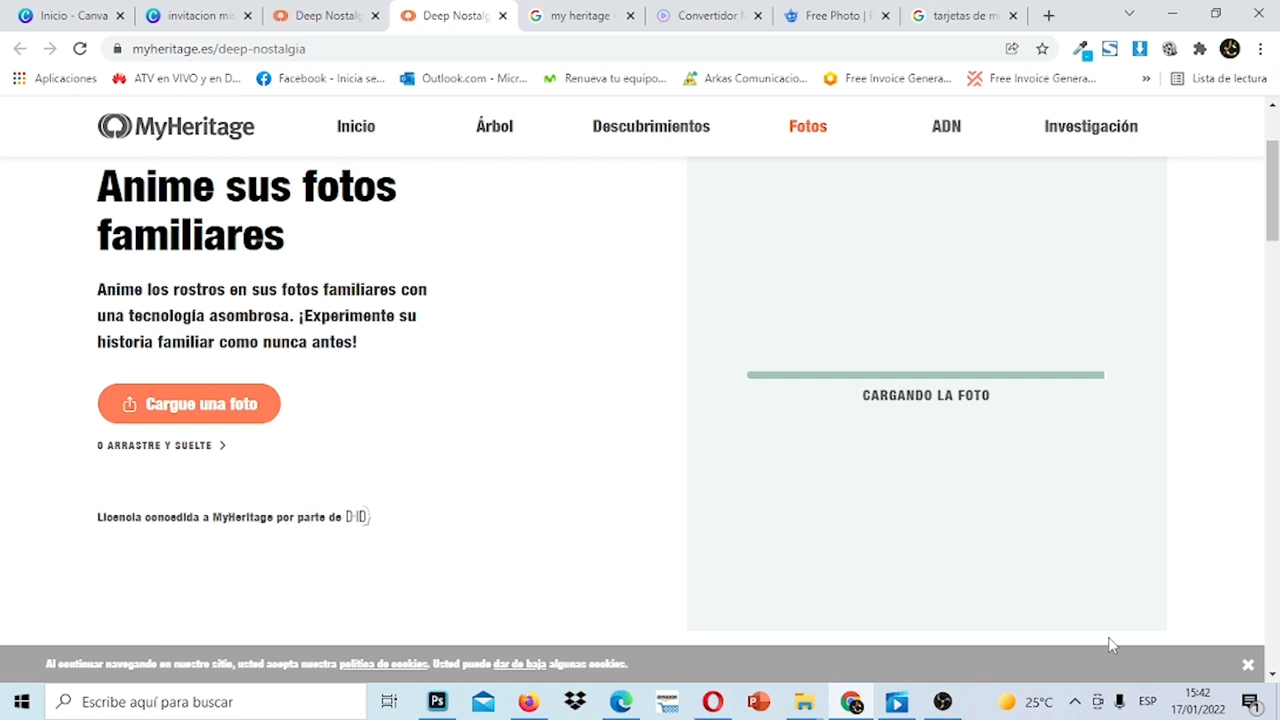 Inicio - Canva
invitacion mis
Deep Nostalg
Deep Nostalg
my heritage -
Convertidor M
Free Photo | E
tarjetas de m
myheritage.es/deep-nostalgia
Aplicaciones
ATV en VIVO y en D...
Facebook - Inicia se...
Outlook.com - Micr...
Renueva tu equipo...
Arkas Comunicacio...
Free Invoice Genera...
Free Invoice Genera...
»
Lista de lectura
MyHeritage
Inicio
Árbol
Descubrimientos
Fotos
ADN
Investigación
Anime sus fotos
familiares
Anime los rostros en sus fotos familiares con
una tecnología asombrosa. ¡Experimente su
historia familiar como nunca antes!
Cargue una foto
O ARRASTRE Y SUELTE >
Licencia concedida a MyHeritage por parte de D-ID
CARGANDO LA FOTO
Al continuar navegando en nuestro sitio, usted acepta nuestra política de cookies. Usted puede dar de baja algunas cookies.
Escribe aquí para buscar
Ps
amazon
25°C
ESP
15:42
17/01/2022
1